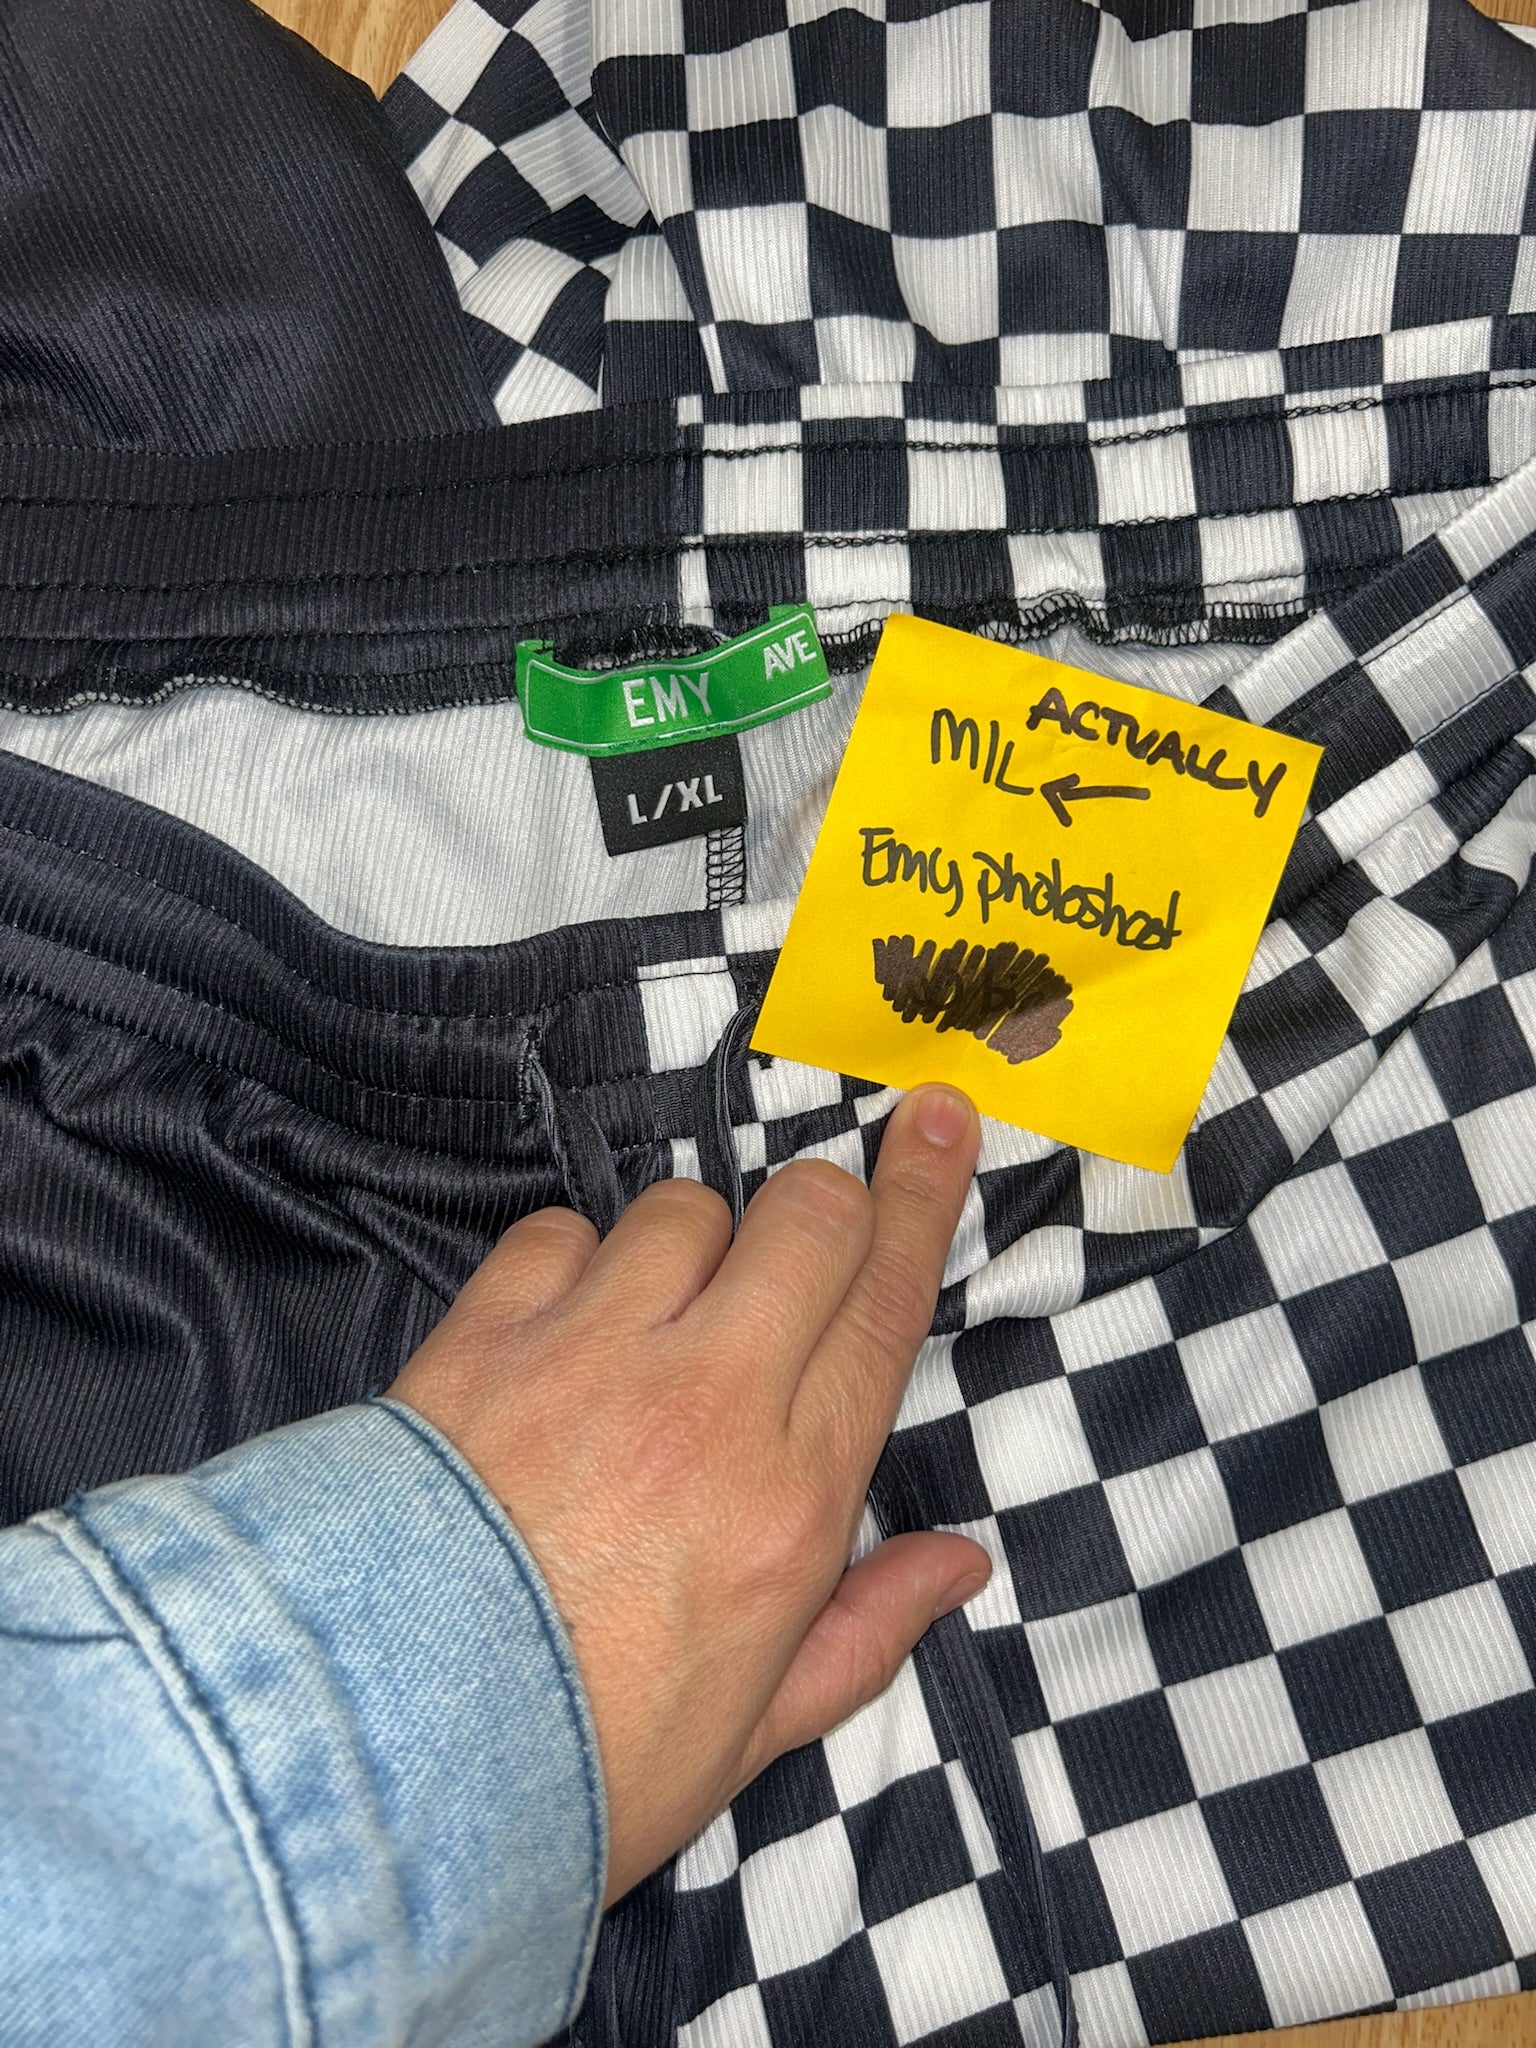 EMY AVE
L/XL
ACTUALLY
M/L ←
Emy photoshoot